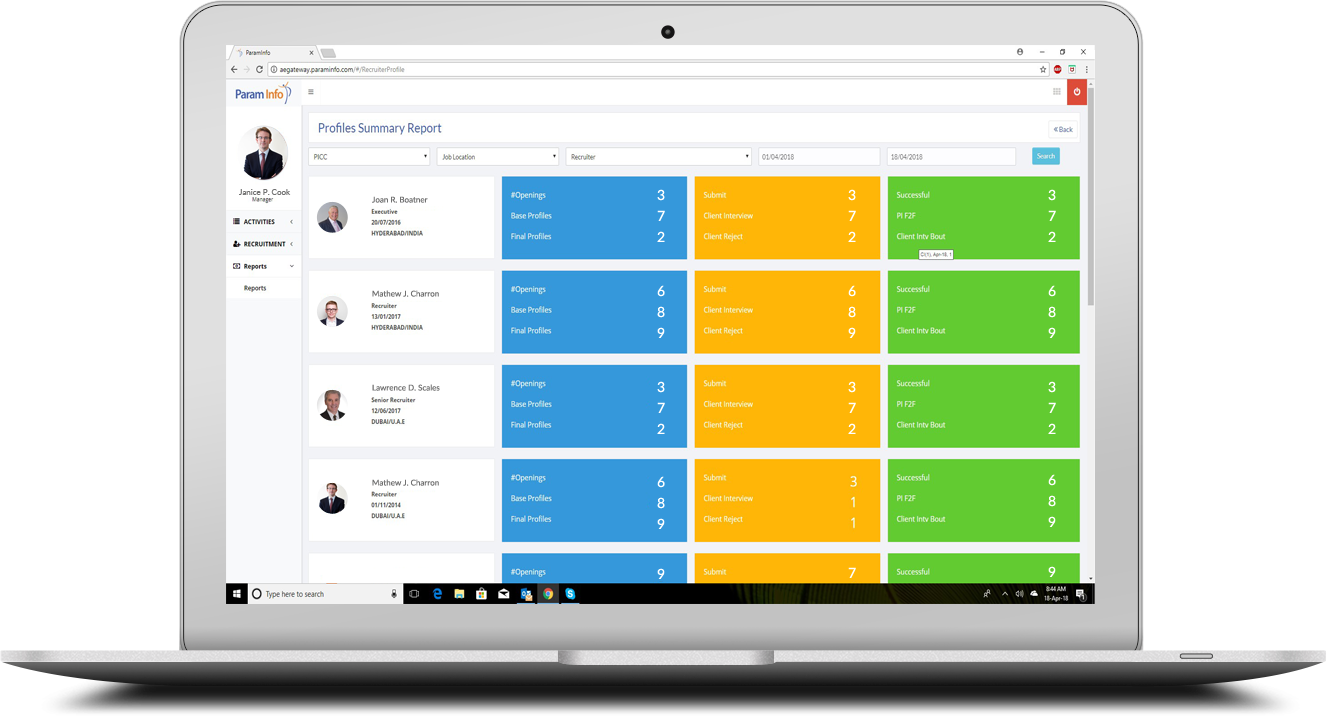 ParamInfo
aegateway.paraminfo.com/#/RecruiterProfile
Param Info
Profiles Summary Report
« Back
PICC
Job Location
Recruiter
01/04/2018
18/04/2018
Search
Janice P. Cook
Manager
ACTIVITIES
RECRUITMENT
Reports
Reports
Joan R. Boatner
Executive
20/07/2016
HYDERABAD/INDIA
#Openings 3
Base Profiles 7
Final Profiles 2
Submit 3
Client Interview 7
Client Reject 2
Successful 3
PI F2F 7
Client Intv Bout 2
CI(1), Apr-18, 1
Mathew J. Charron
Recruiter
13/01/2017
HYDERABAD/INDIA
#Openings 6
Base Profiles 8
Final Profiles 9
Submit 6
Client Interview 8
Client Reject 9
Successful 6
PI F2F 8
Client Intv Bout 9
Lawrence D. Scales
Senior Recruiter
12/06/2017
DUBAI/U.A.E
#Openings 3
Base Profiles 7
Final Profiles 2
Submit 3
Client Interview 7
Client Reject 2
Successful 3
PI F2F 7
Client Intv Bout 2
Mathew J. Charron
Recruiter
01/11/2014
DUBAI/U.A.E
#Openings 6
Base Profiles 8
Final Profiles 9
Submit 3
Client Interview 1
Client Reject 1
Successful 6
PI F2F 8
Client Intv Bout 9
#Openings 9
Submit 7
Successful 9
Type here to search
8:44 AM
18-Apr-18